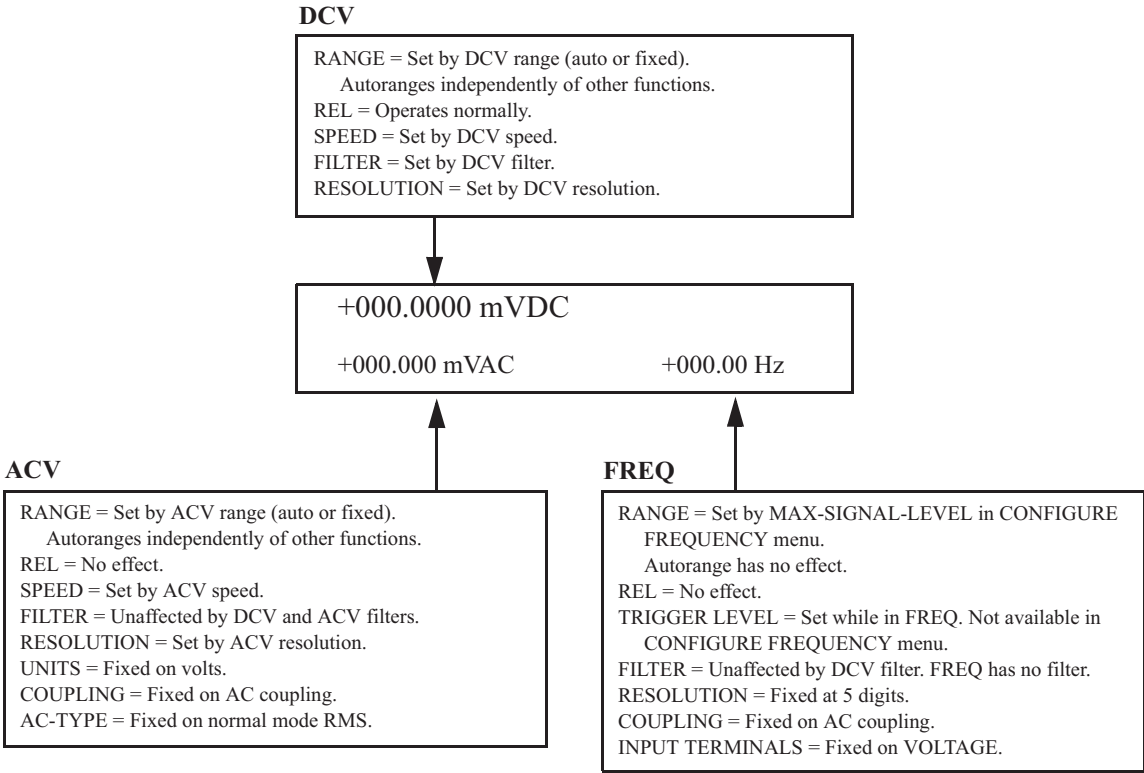 DCV
RANGE = Set by DCV range (auto or fixed).
Autoranges independently of other functions.
REL = Operates normally.
SPEED = Set by DCV speed.
FILTER = Set by DCV filter.
RESOLUTION = Set by DCV resolution.
+000.0000 mVDC
+000.000 mVAC +000.00 Hz
ACV
RANGE = Set by ACV range (auto or fixed).
Autoranges independently of other functions.
REL = No effect.
SPEED = Set by ACV speed.
FILTER = Unaffected by DCV and ACV filters.
RESOLUTION = Set by ACV resolution.
UNITS = Fixed on volts.
COUPLING = Fixed on AC coupling.
AC-TYPE = Fixed on normal mode RMS.
FREQ
RANGE = Set by MAX-SIGNAL-LEVEL in CONFIGURE
FREQUENCY menu.
Autorange has no effect.
REL = No effect.
TRIGGER LEVEL = Set while in FREQ. Not available in
CONFIGURE FREQUENCY menu.
FILTER = Unaffected by DCV filter. FREQ has no filter.
RESOLUTION = Fixed at 5 digits.
COUPLING = Fixed on AC coupling.
INPUT TERMINALS = Fixed on VOLTAGE.